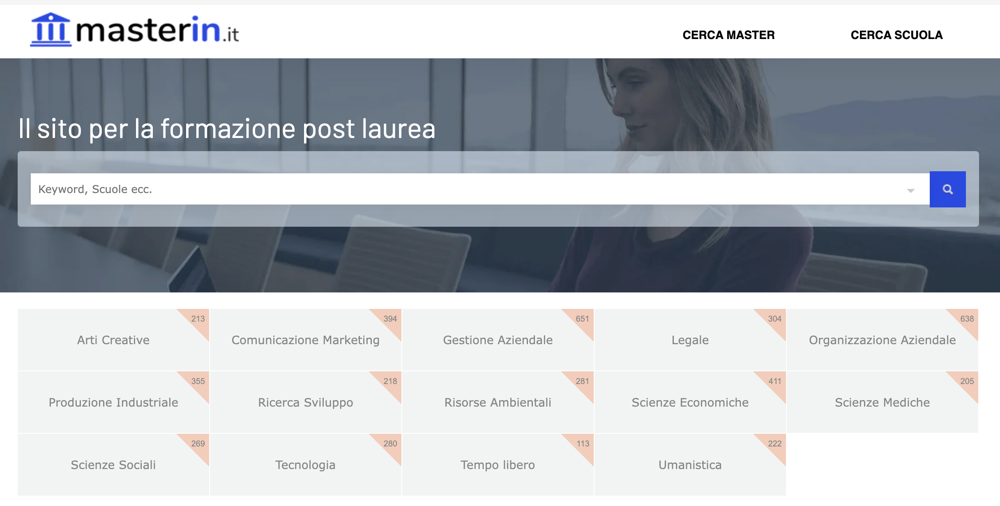 masterin.it
CERCA MASTER
CERCA SCUOLA
Il sito per la formazione post laurea
Keyword, Scuole ecc.
213
Arti Creative
394
Comunicazione Marketing
651
Gestione Aziendale
304
Legale
638
Organizzazione Aziendale
355
Produzione Industriale
218
Ricerca Sviluppo
281
Risorse Ambientali
411
Scienze Economiche
205
Scienze Mediche
269
Scienze Sociali
280
Tecnologia
113
Tempo libero
222
Umanistica